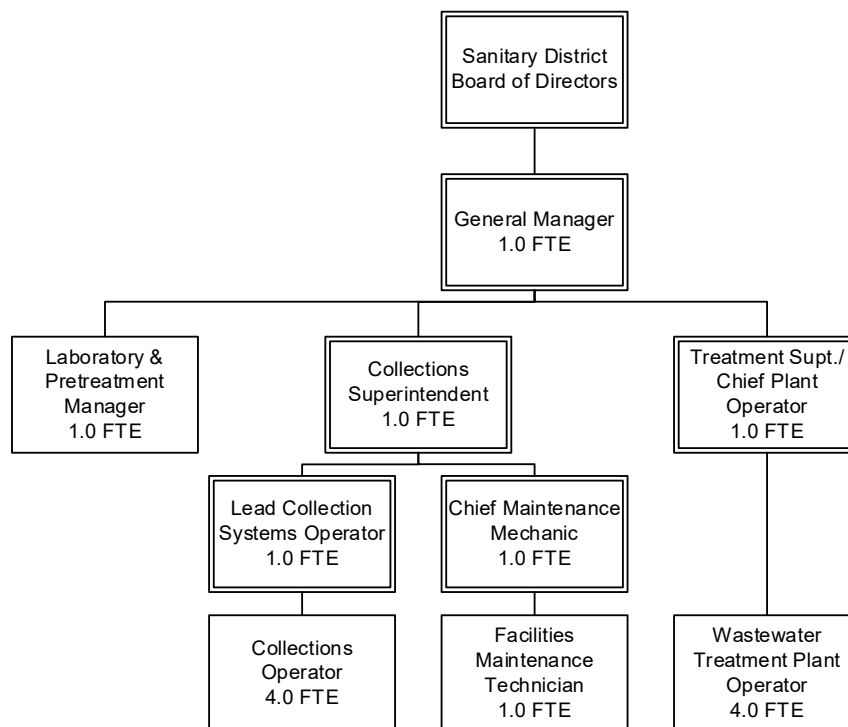 Sanitary District
Board of Directors
General Manager
1.0 FTE
Laboratory &
Pretreatment
Manager
1.0 FTE
Collections
Superintendent
1.0 FTE
Treatment Supt./
Chief Plant
Operator
1.0 FTE
Lead Collection
Systems Operator
1.0 FTE
Chief Maintenance
Mechanic
1.0 FTE
Collections
Operator
4.0 FTE
Facilities
Maintenance
Technician
1.0 FTE
Wastewater
Treatment Plant
Operator
4.0 FTE